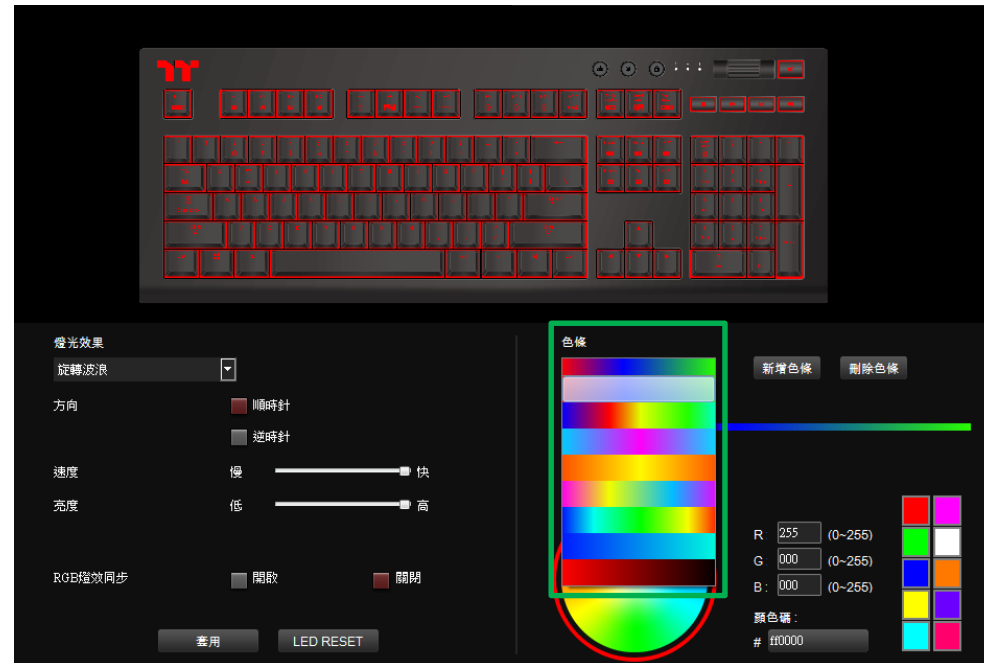 燈光效果
旋轉波浪
方向
順時針
逆時針
速度
慢
快
亮度
低
高
RGB燈效同步
開啟
關閉
套用
LED RESET
色條
新增色條
刪除色條
R 255 (0~255)
G 000 (0~255)
B : 000 (0~255)
顏色碼 :
# ff0000